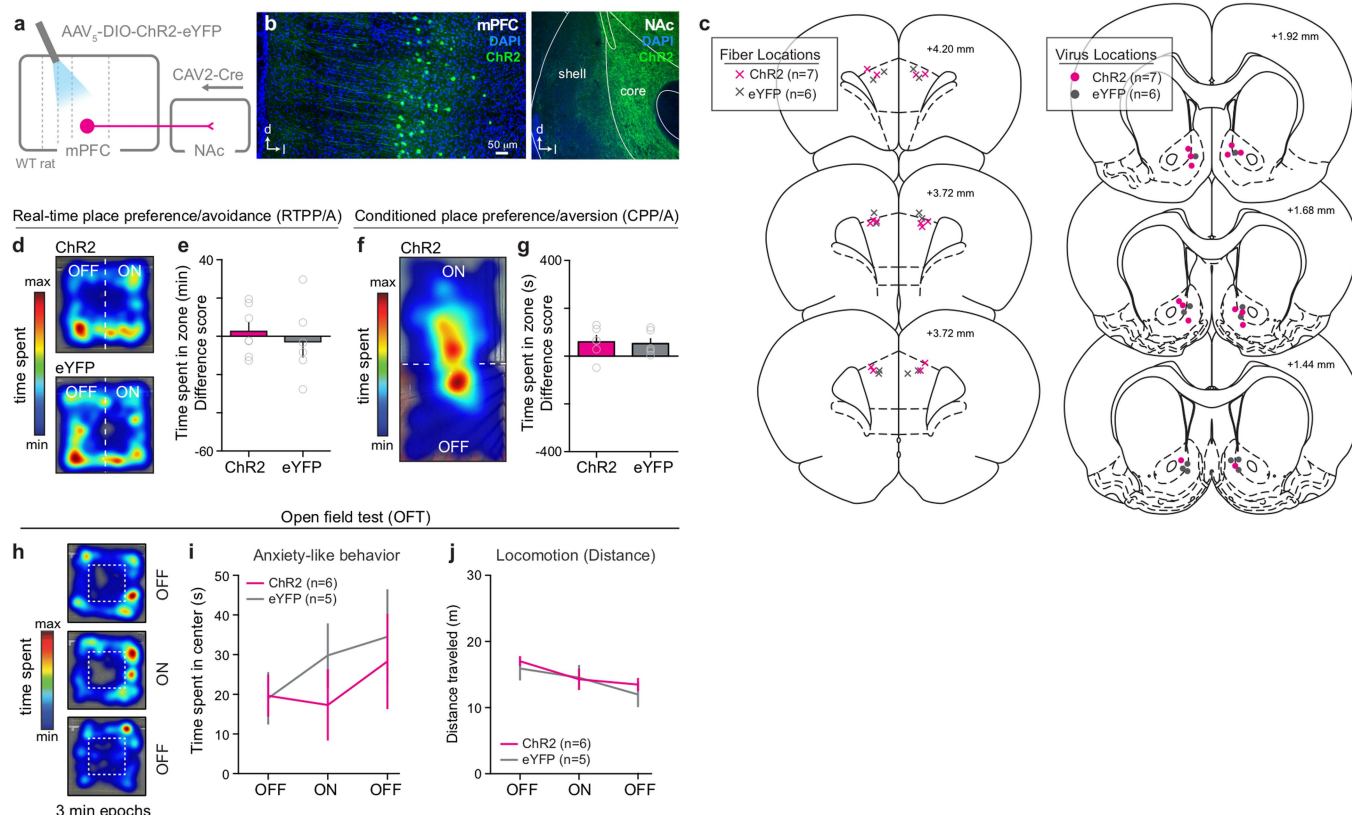 a
AAV5-DIO-ChR2-eYFP
CAV2-Cre
WT rat
mPFC
NAc
b
mPFC
DAPI
ChR2
d
l
50 µm
NAc
DAPI
ChR2
shell
core
d
l
c
Fiber Locations
ChR2 (n=7)
eYFP (n=6)
+4.20 mm
+3.72 mm
+3.72 mm
Virus Locations
ChR2 (n=7)
eYFP (n=6)
+1.92 mm
+1.68 mm
+1.44 mm
Real-time place preference/avoidance (RTPP/A)
d
ChR2
OFF ON
eYFP
OFF ON
max
time spent
min
e
Time spent in zone (min)
Difference score
40
-60
ChR2 eYFP
Conditioned place preference/aversion (CPP/A)
f
ChR2
ON
OFF
max
time spent
min
g
Time spent in zone (s)
Difference score
400
0
-400
ChR2 eYFP
Open field test (OFT)
h
max
time spent
min
OFF
ON
OFF
3 min epochs
i
Anxiety-like behavior
ChR2 (n=6)
eYFP (n=5)
Time spent in center (s)
50
40
30
20
10
0
OFF ON OFF
j
Locomotion (Distance)
Distance traveled (m)
30
20
10
0
ChR2 (n=6)
eYFP (n=5)
OFF ON OFF